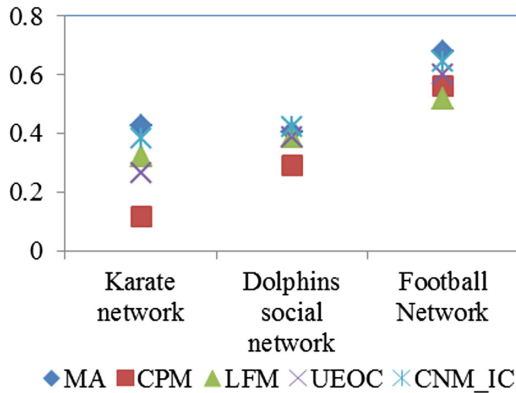 0.8
0.6
0.4
0.2
0
Karate network
Dolphins social network
Football Network
MA CPM LFM UEOC CNM_IC